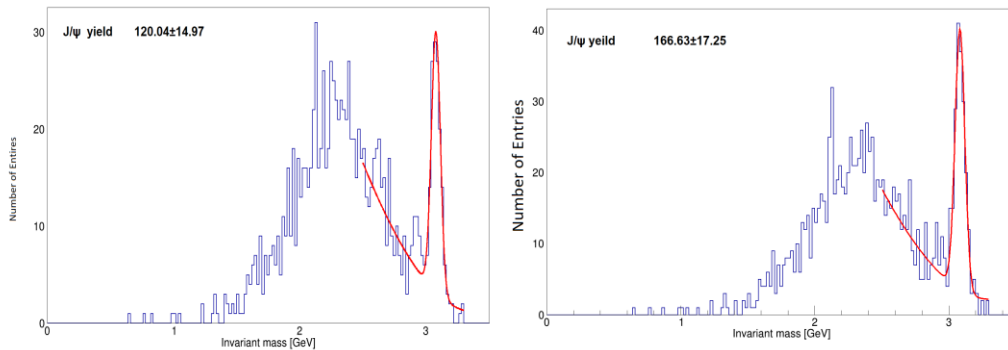 J/ψ yield 120.04±14.97
Number of Entires
30
20
10
0
0 1 2 3
Invariant mass [GeV]
J/ψ yeild 166.63±17.25
Number of Entries
40
30
20
10
0
0 1 2 3
Invariant mass [GeV]